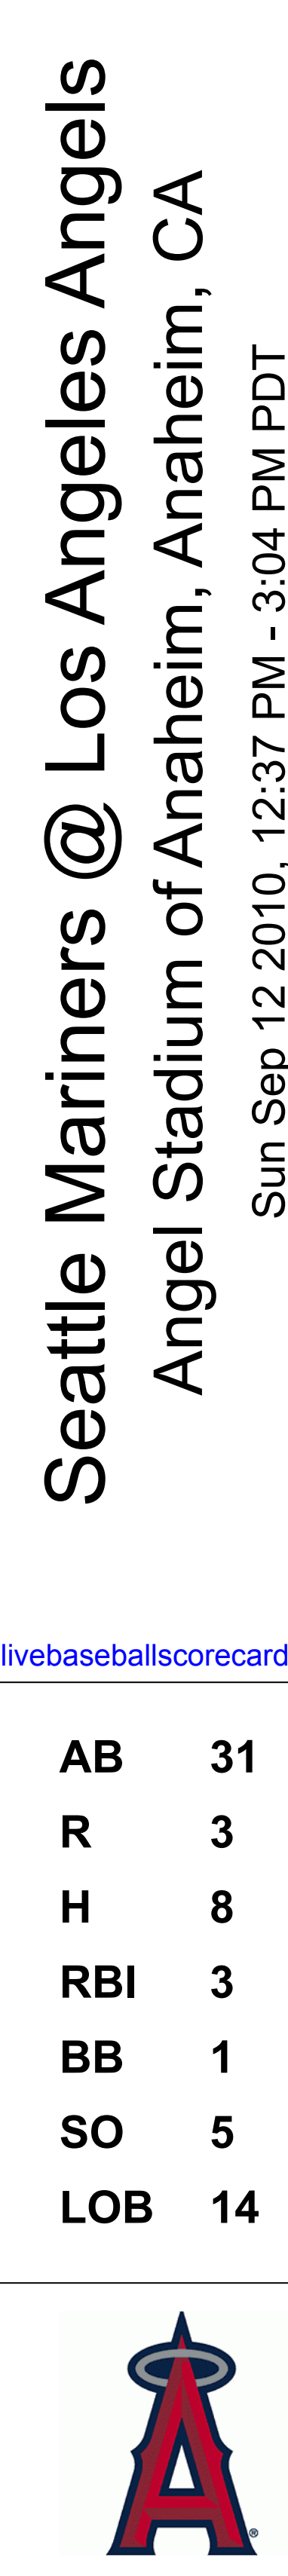 Seattle Mariners @ Los Angeles Angels
Angel Stadium of Anaheim, Anaheim, CA
Sun Sep 12 2010, 12:37 PM - 3:04 PM PDT
livebaseballscorecard
AB 31
R 3
H 8
RBI 3
BB 1
SO 5
LOB 14
A
®